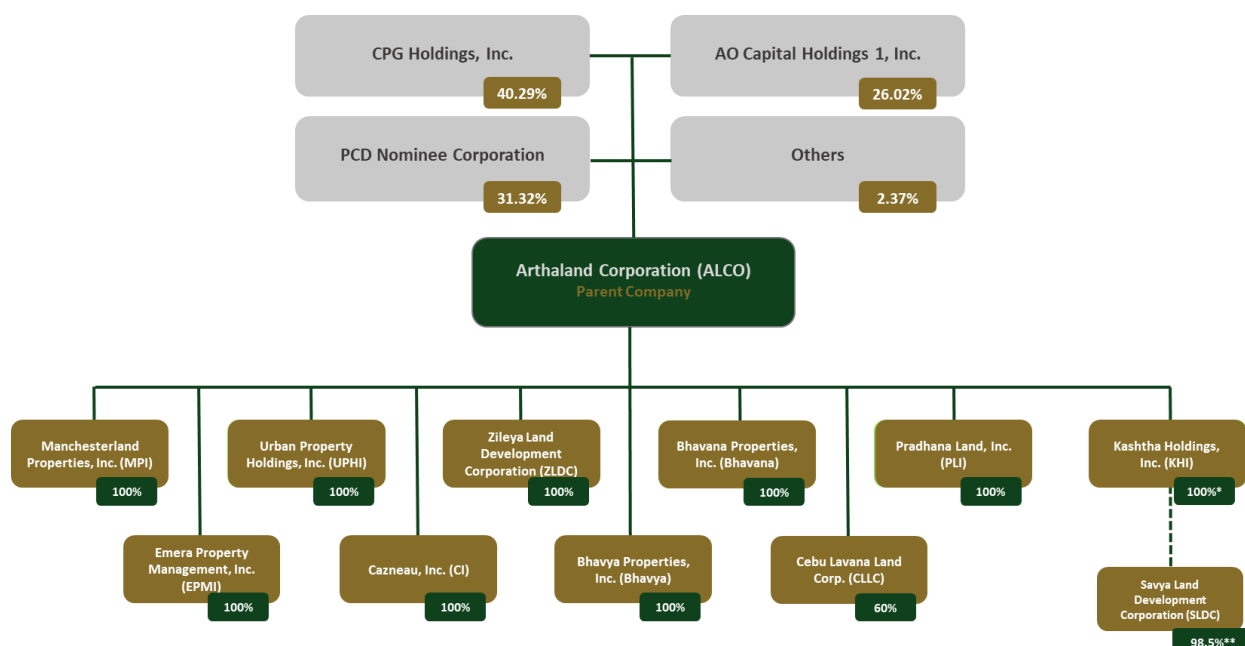 CPG Holdings, Inc.
40.29%
AO Capital Holdings 1, Inc.
26.02%
PCD Nominee Corporation
31.32%
Others
2.37%
Arthaland Corporation (ALCO)
Parent Company
Manchesterland
Properties, Inc. (MPI)
100%
Urban Property
Holdings, Inc. (UPHI)
100%
Zileya Land
Development
Corporation (ZLDC)
100%
Bhavana Properties,
Inc. (Bhavana)
100%
Pradhana Land, Inc.
(PLI)
100%
Kashtha Holdings,
Inc. (KHI)
100%*
Emera Property
Management, Inc.
(EPMI)
100%
Cazneau, Inc. (CI)
100%
Bhavya Properties,
Inc. (Bhavya)
100%
Cebu Lavana Land
Corp. (CLLC)
60%
Savya Land
Development
Corporation (SLDC)
98.5%**